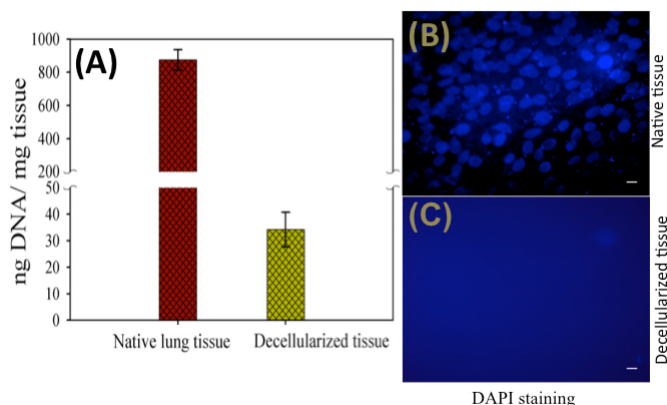 (A)
ng DNA/ mg tissue
1000
800
600
400
200
50
40
30
20
10
0
Native lung tissue
Decellularized tissue
(B)
Native tissue
(C)
Decellularized tissue
DAPI staining